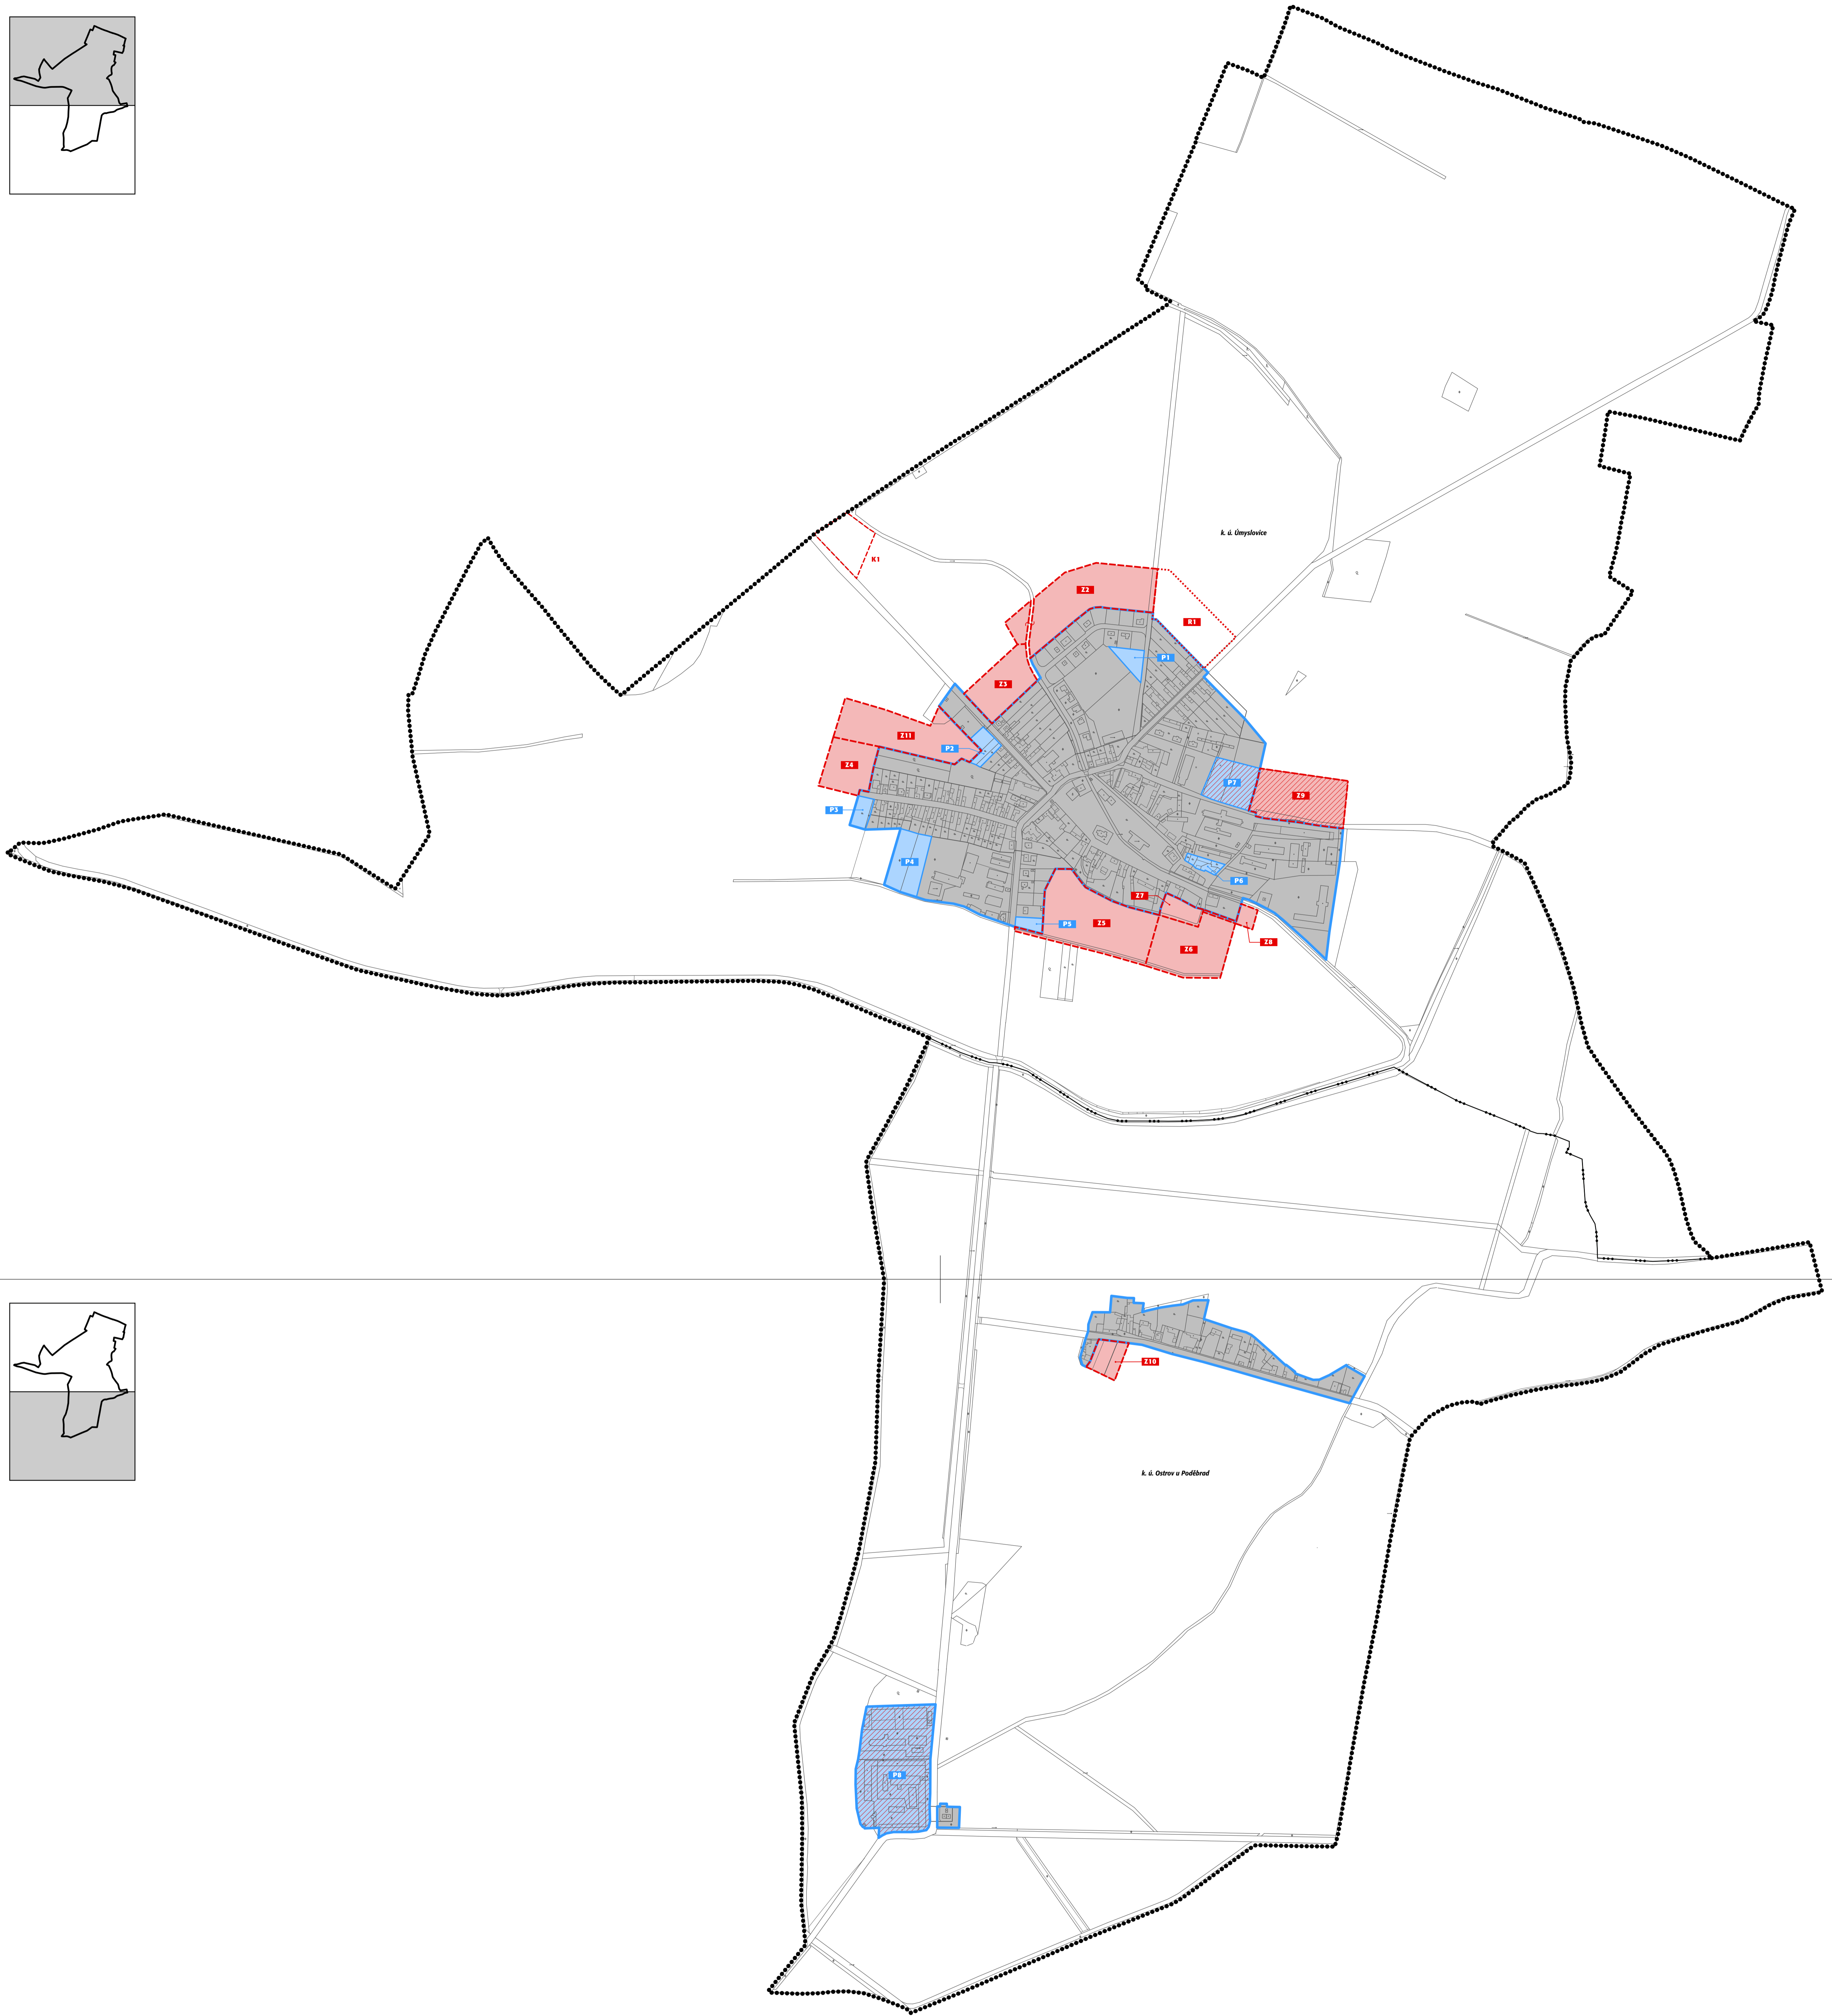 k. ú. Úmyslovice
K1
Z2
R1
P1
Z3
Z11
P2
Z4
P7
Z9
P3
P4
P6
Z7
P5
Z5
Z8
Z6
Z10
k. ú. Ostrov u Poděbrad
P8